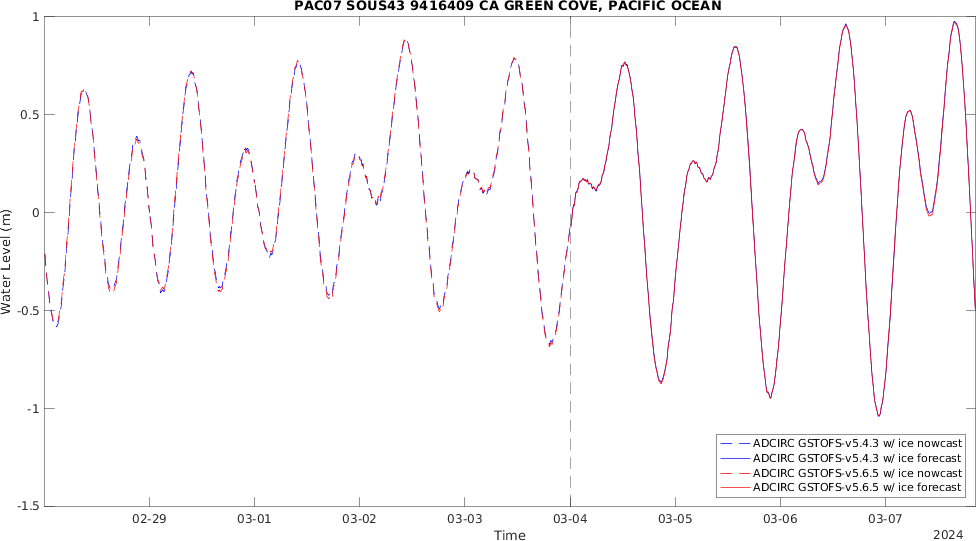 PAC07 SOUS43 9416409 CA GREEN COVE, PACIFIC OCEAN
Water Level (m)
1
0.5
0
-0.5
-1
-1.5
ADCIRC GSTOFS-v5.4.3 w/ ice nowcast
ADCIRC GSTOFS-v5.4.3 w/ ice forecast
ADCIRC GSTOFS-v5.6.5 w/ ice nowcast
ADCIRC GSTOFS-v5.6.5 w/ ice forecast
02-29 03-01 03-02 03-03 03-04 03-05 03-06 03-07
Time
2024